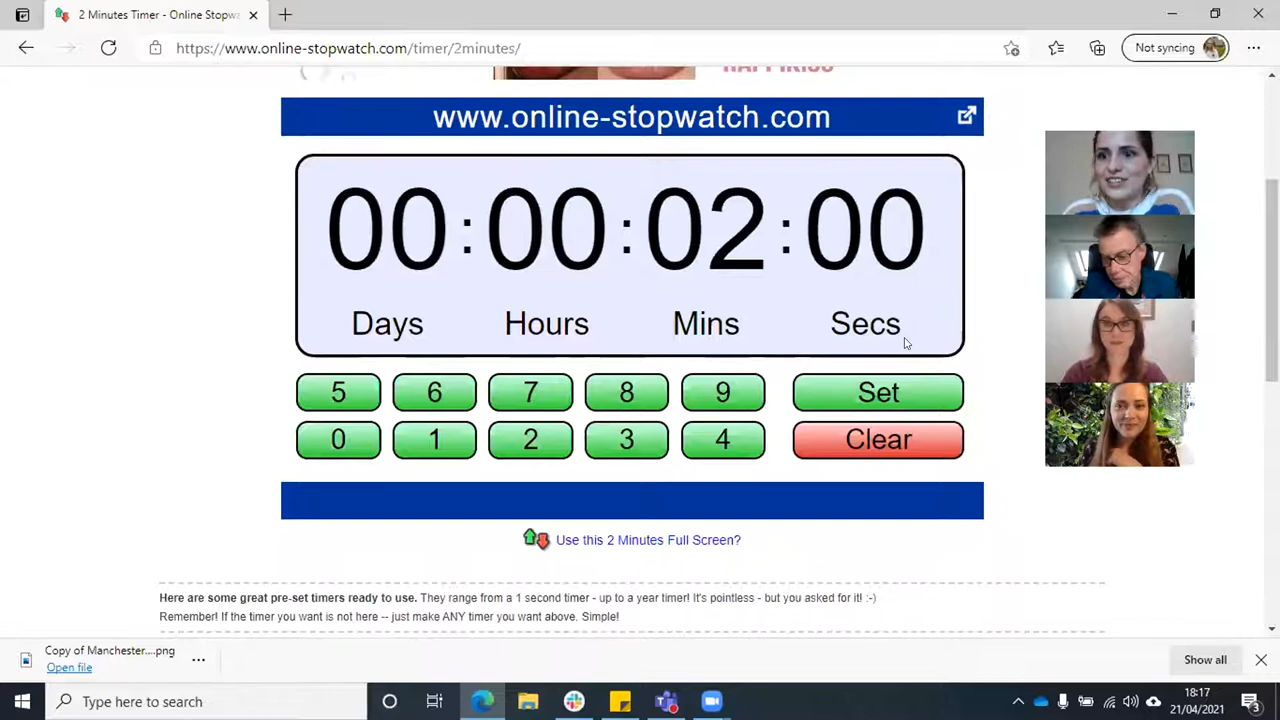 2 Minutes Timer - Online Stopwa
https://www.online-stopwatch.com/timer/2minutes/
Not syncing
www.online-stopwatch.com
00:00:02:00
Days Hours Mins Secs
5 6 7 8 9 Set
0 1 2 3 4 Clear
Use this 2 Minutes Full Screen?
Here are some great pre-set timers ready to use. They range from a 1 second timer - up to a year timer! It's pointless - but you asked for it! :-)
Remember! If the timer you want is not here -- just make ANY timer you want above. Simple!
Copy of Manchester....png
Open file
Show all
Type here to search
18:17
21/04/2021
3